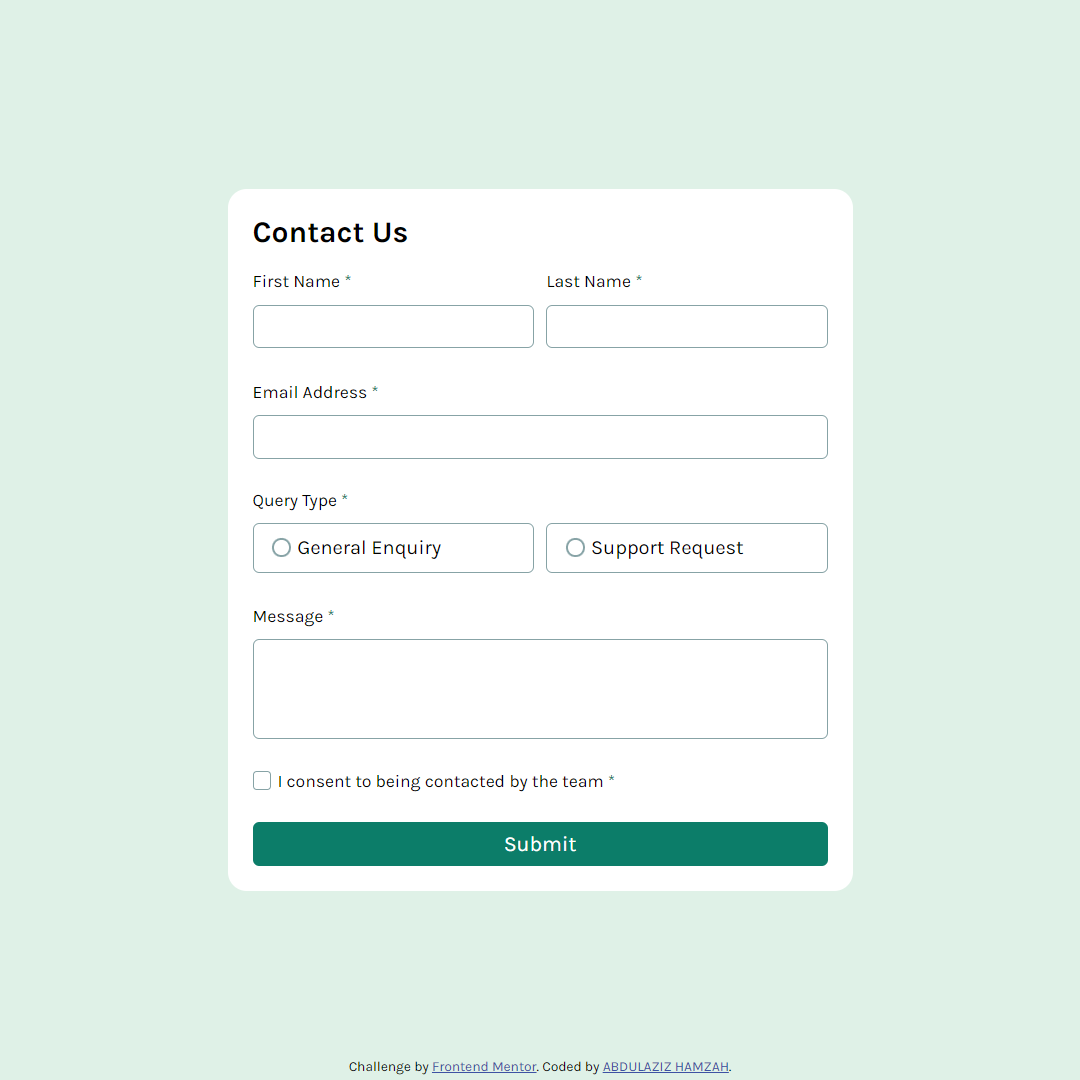 Contact Us
First Name * Last Name *
Email Address *
Query Type *
General Enquiry Support Request
Message *
I consent to being contacted by the team *
Submit
Challenge by Frontend Mentor. Coded by ABDULAZIZ HAMZAH.